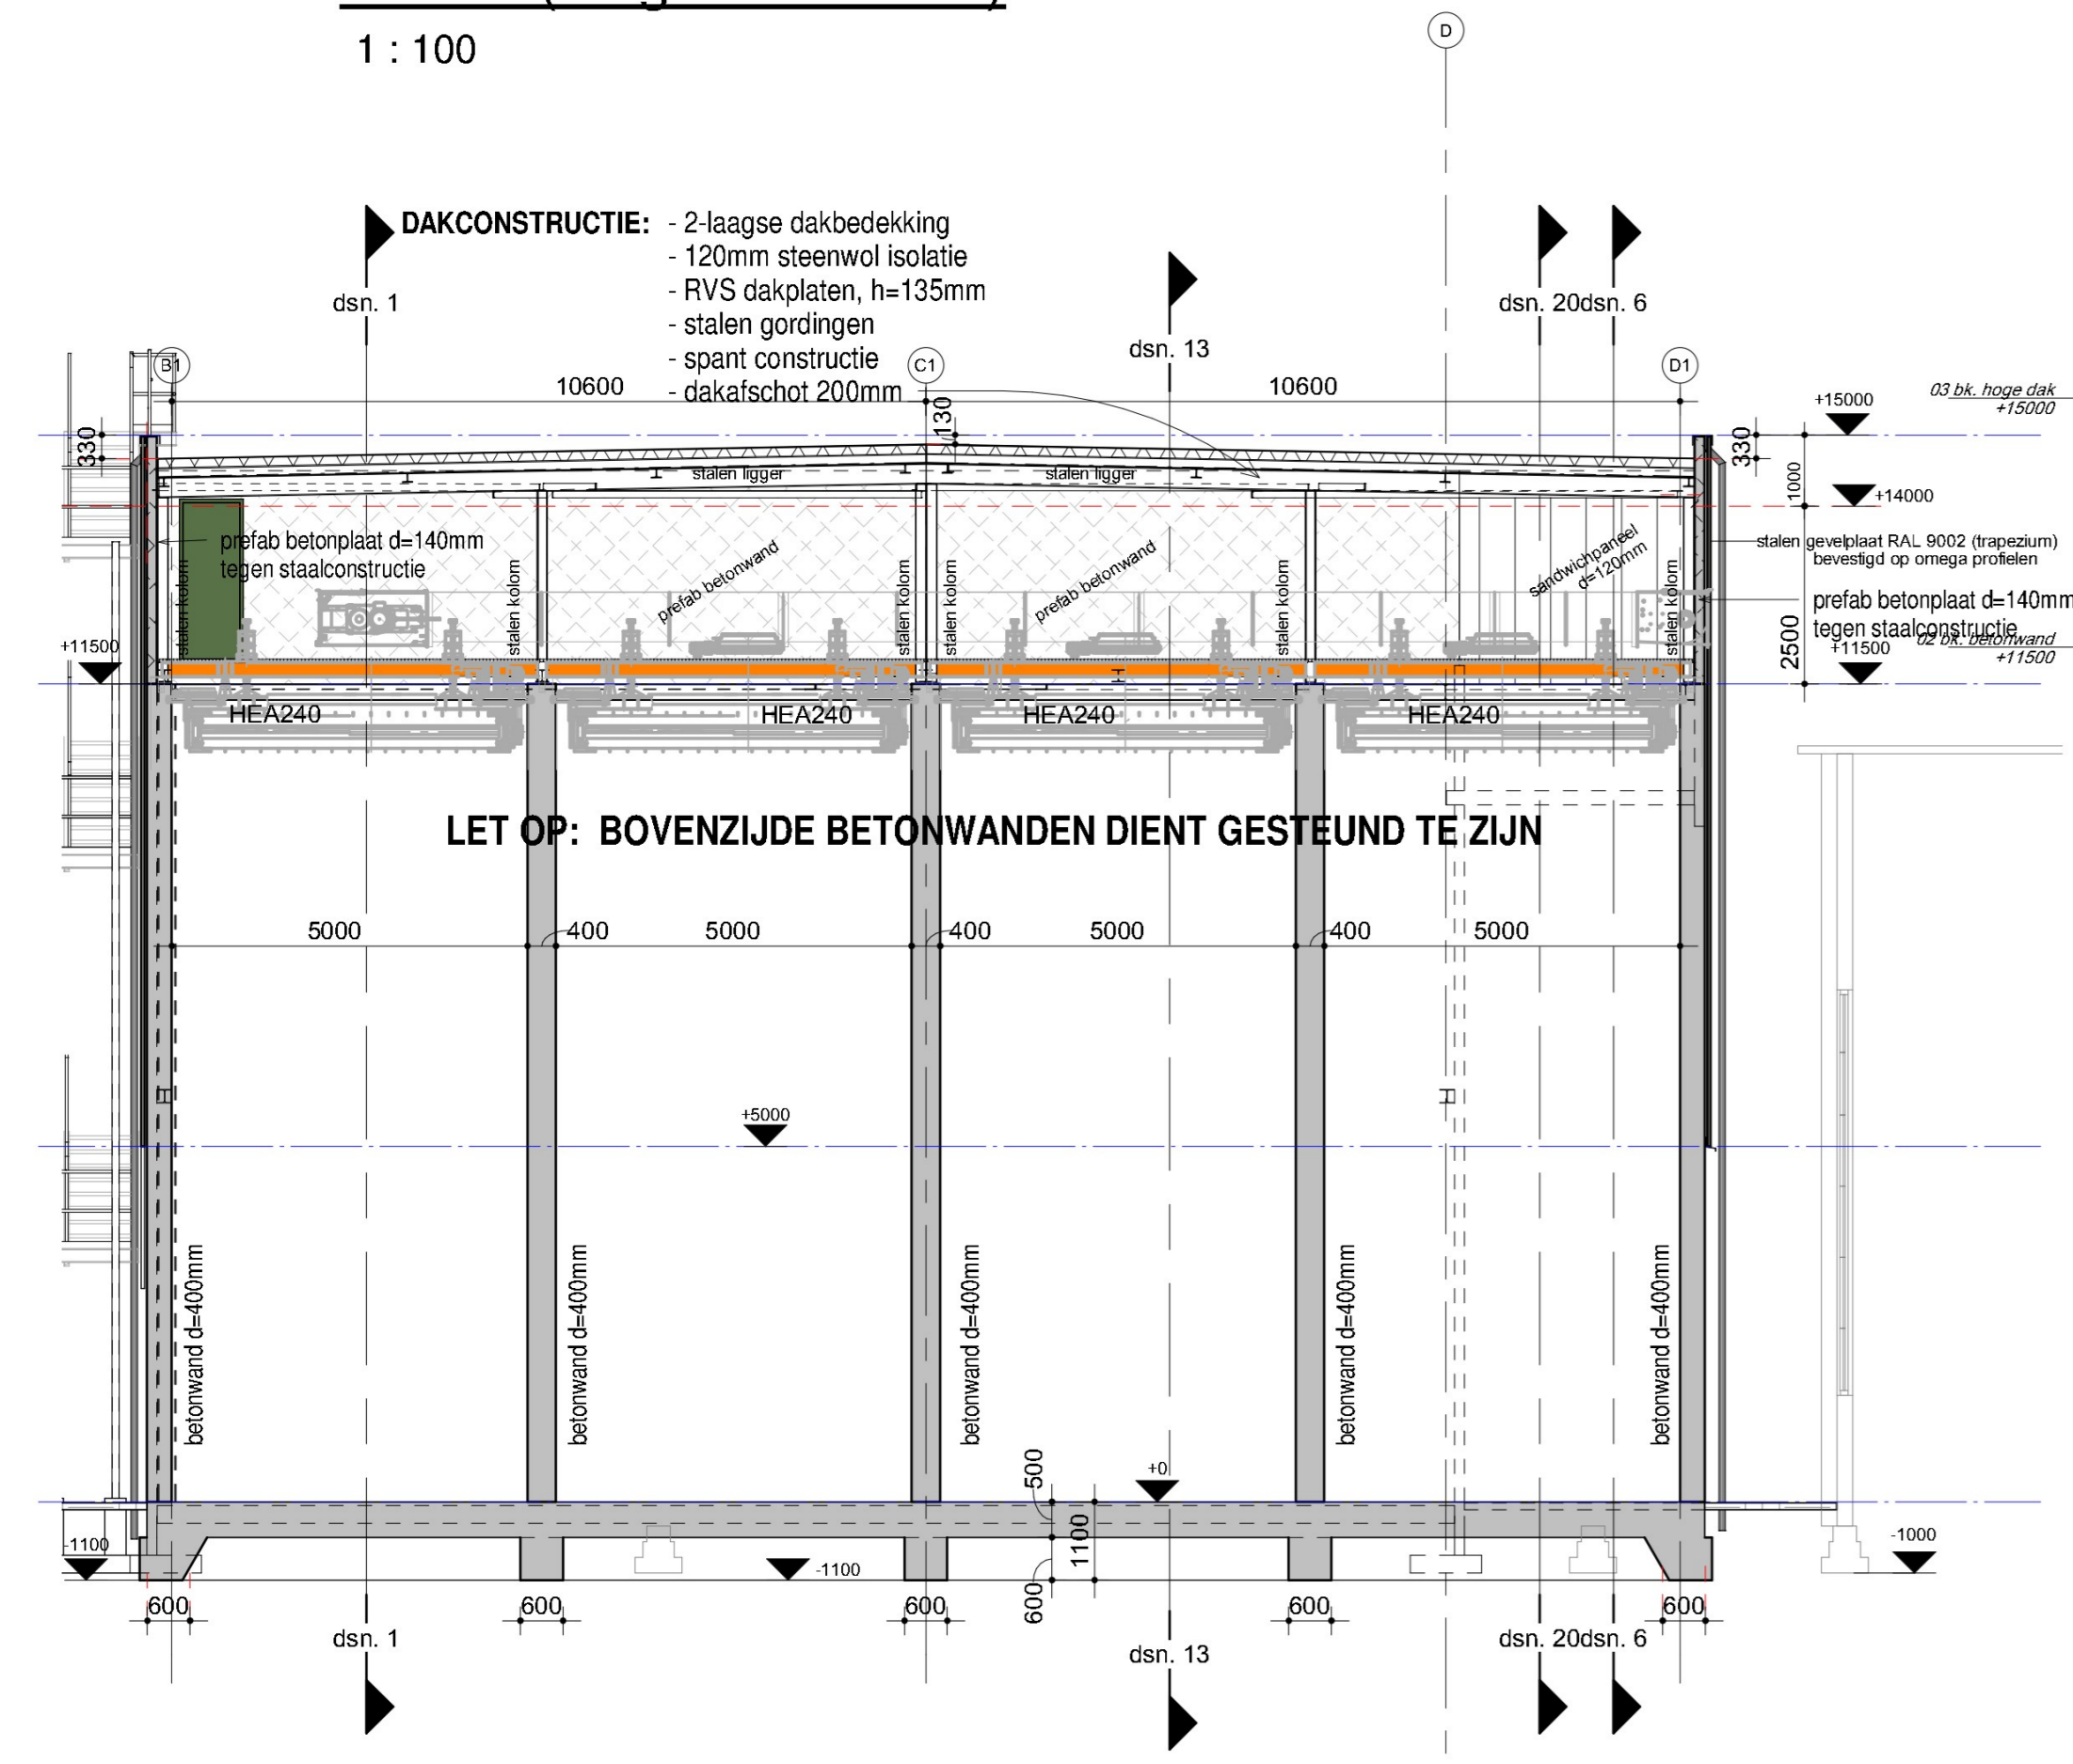 1 : 100
D
DAKCONSTRUCTIE: - 2-laagse dakbedekking
- 120mm steenwol isolatie
- RVS dakplaten, h=135mm
- stalen gordingen
- spant constructie
- dakafschot 200mm
dsn. 1
dsn. 13
dsn. 20
dsn. 6
B1
C1
D1
10600
10600
130
330
330
+15000
03 bk. hoge dak
+15000
1000
+14000
stalen ligger
stalen ligger
prefab betonplaat d=140mm
tegen staalconstructie
prefab betonwand
prefab betonwand
sandwichpaneel
d=120mm
stalen kolom
stalen kolom
stalen kolom
stalen kolom
stalen kolom
stalen kolom
stalen gevelplaat RAL 9002 (trapezium)
bevestigd op omega profielen
prefab betonplaat d=140mm
tegen staalconstructie
02 bk. betonwand
+11500
+11500
+11500
2500
HEA240
HEA240
HEA240
HEA240
LET OP: BOVENZIJDE BETONWANDEN DIENT GESTEUND TE ZIJN
5000
400
5000
400
5000
400
5000
+5000
betonwand d=400mm
betonwand d=400mm
betonwand d=400mm
betonwand d=400mm
betonwand d=400mm
+0
500
1100
600
-1100
-1100
-1000
600
600
600
600
600
dsn. 1
dsn. 13
dsn. 20
dsn. 6